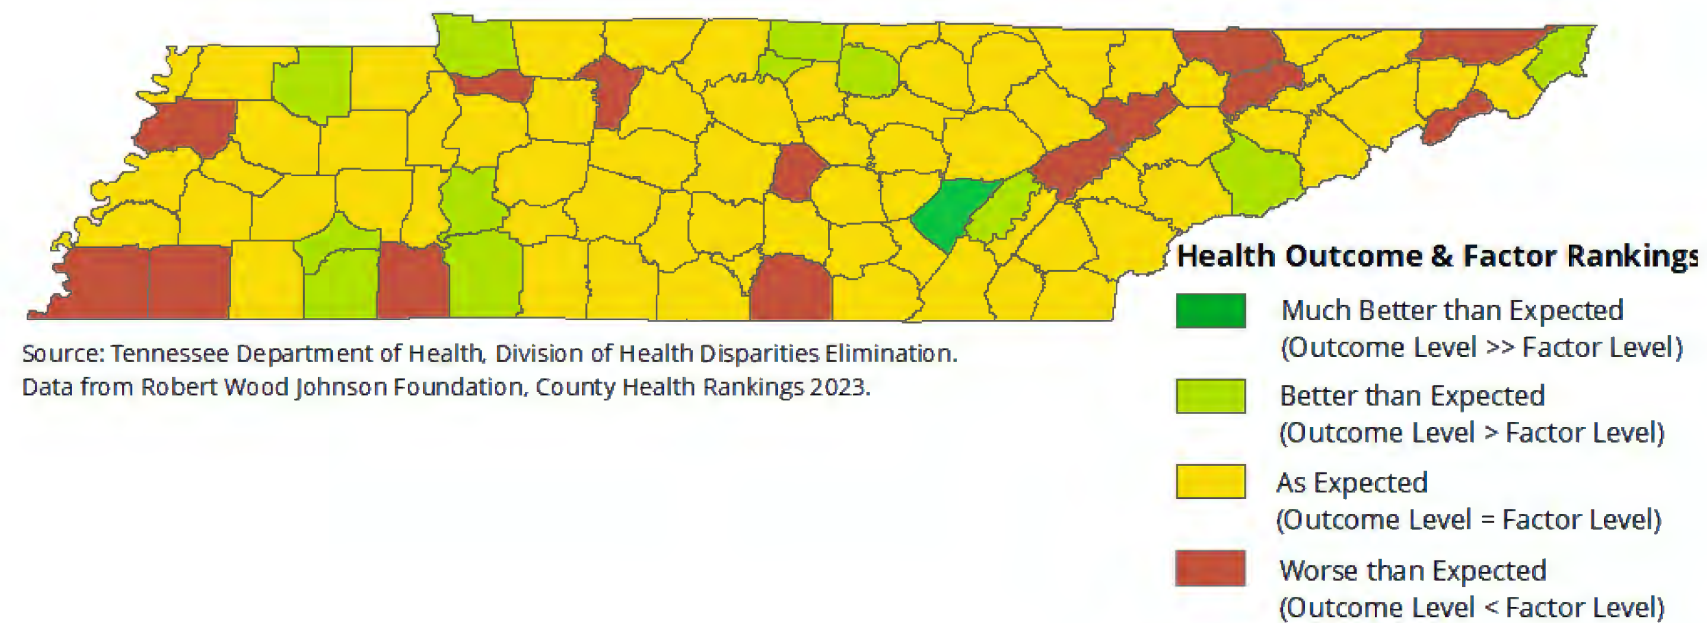 Health Outcome & Factor Rankings
Much Better than Expected
(Outcome Level >> Factor Level)
Better than Expected
(Outcome Level > Factor Level)
As Expected
(Outcome Level = Factor Level)
Worse than Expected
(Outcome Level < Factor Level)
Source: Tennessee Department of Health, Division of Health Disparities Elimination.
Data from Robert Wood Johnson Foundation, County Health Rankings 2023.